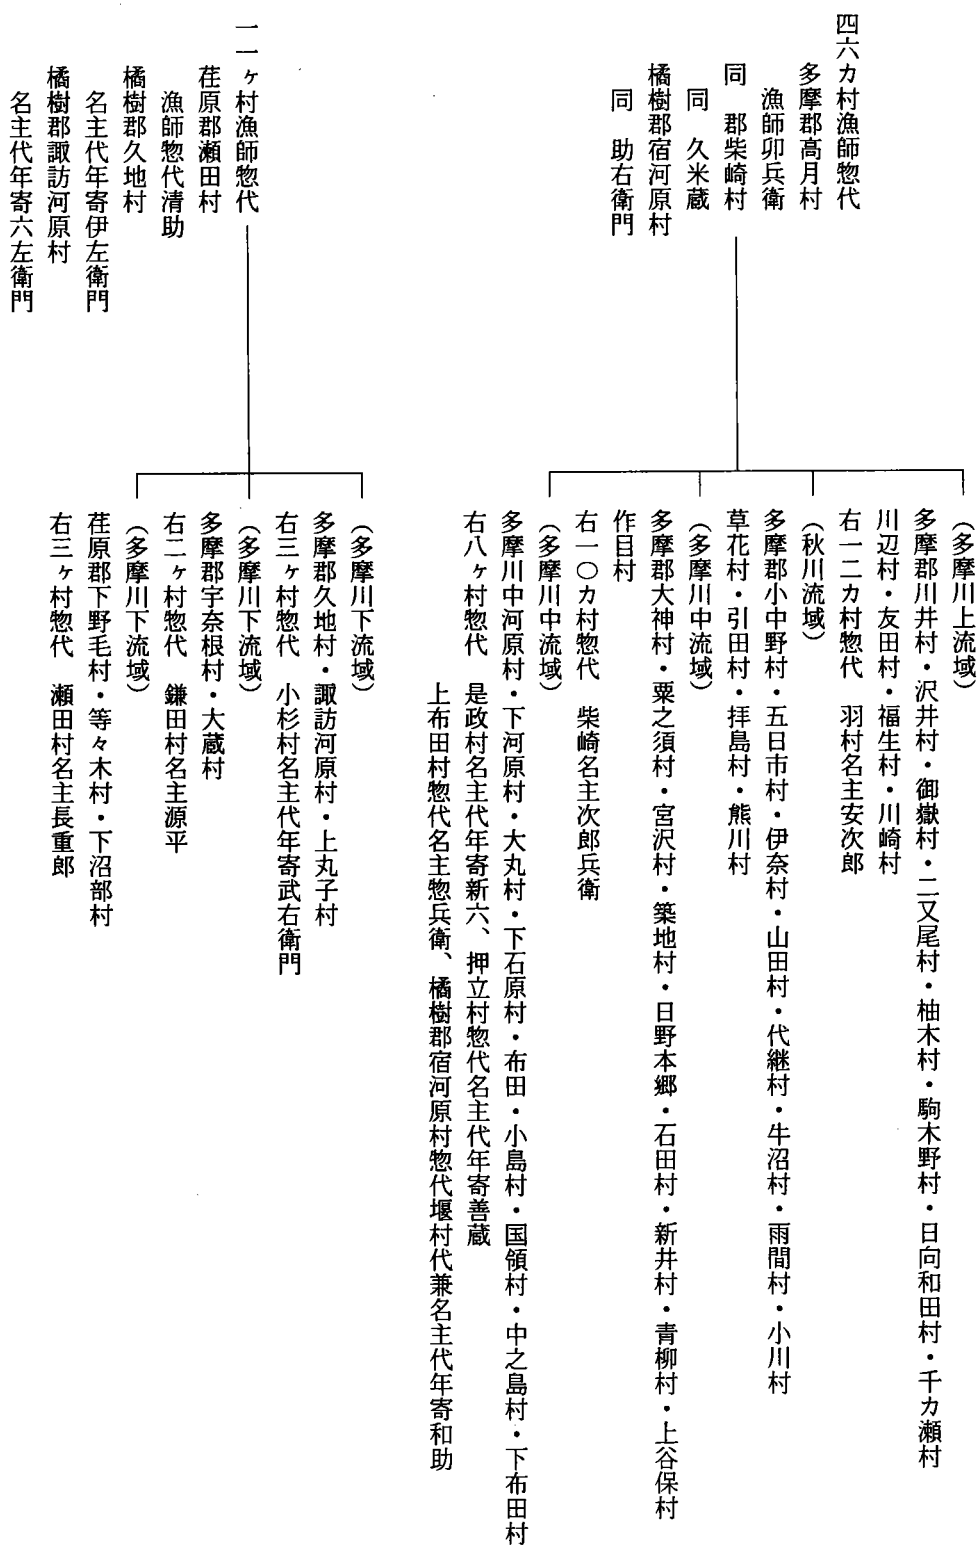 四六カ村漁師惣代
多摩郡高月村
漁師卯兵衛
同　郡柴崎村
同　久米蔵
橘樹郡宿河原村
同　助右衛門
（多摩川上流域）
多摩郡川井村・沢井村・御嶽村・二又尾村・柚木村・駒木野村・日向和田村・千カ瀬村
川辺村・友田村・福生村・川崎村
右一二カ村惣代　羽村名主安次郎
（秋川流域）
多摩郡小中野村・五日市村・伊奈村・山田村・代継村・牛沼村・雨間村・小川村
草花村・引田村・拝島村・熊川村
（多摩川中流域）
多摩郡大神村・粟之須村・宮沢村・築地村・日野本郷・石田村・新井村・青柳村・上谷保村
作目村
右一〇カ村惣代　柴崎名主次郎兵衛
（多摩川中流域）
多摩川中河原村・下河原村・大丸村・下石原村・布田・小島村・国領村・中之島村・下布田村
右八ヶ村惣代　是政村名主代年寄新六、押立村惣代名主代年寄善蔵
上布田村惣代名主惣兵衛、橘樹郡宿河原村惣代堰村代兼名主代年寄和助
一一ヶ村漁師惣代
荏原郡瀬田村
漁師惣代清助
橘樹郡久地村
名主代年寄伊左衛門
橘樹郡諏訪河原村
名主代年寄六左衛門
（多摩川下流域）
多摩郡久地村・諏訪河原村・上丸子村
右三ヶ村惣代　小杉村名主代年寄武右衛門
（多摩川下流域）
多摩郡宇奈根村・大蔵村
右二ヶ村惣代　鎌田村名主源平
（多摩川下流域）
荏原郡下野毛村・等々木村・下沼部村
右三ヶ村惣代　瀬田村名主長重郎